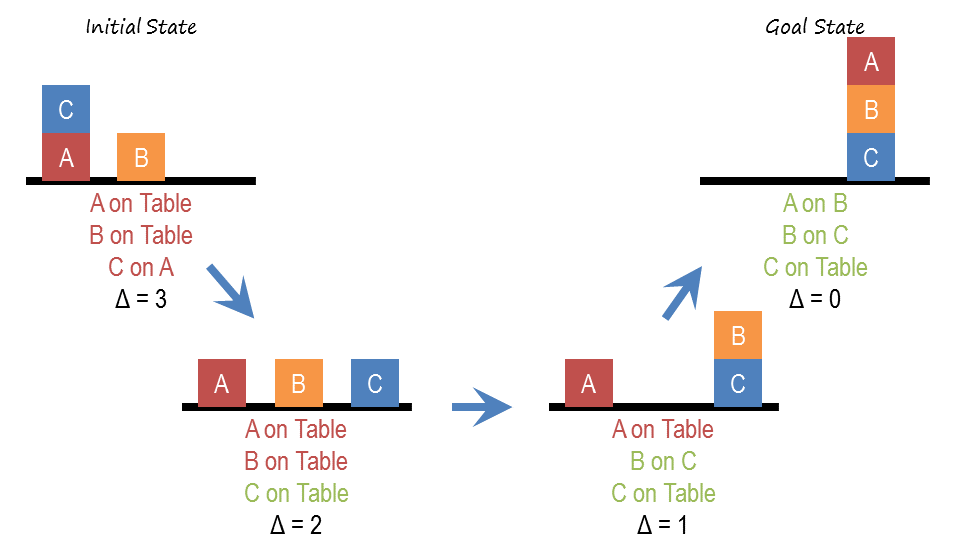 Initial State
C
A
B
A on Table
B on Table
C on A
Δ = 3
A
B
C
A on Table
B on Table
C on Table
Δ = 2
A
B
C
A on Table
B on C
C on Table
Δ = 1
Goal State
A
B
C
A on B
B on C
C on Table
Δ = 0